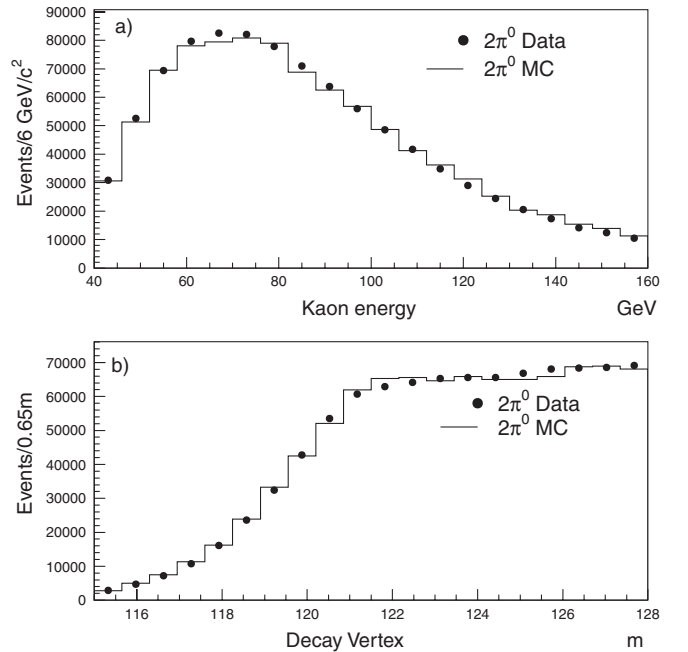 a)
2π⁰ Data
2π⁰ MC
Events/6 GeV/c²
90000
80000
70000
60000
50000
40000
30000
20000
10000
0
40 60 80 100 120 140 160
Kaon energy GeV
b)
2π⁰ Data
2π⁰ MC
Events/0.65m
70000
60000
50000
40000
30000
20000
10000
0
116 118 120 122 124 126 128
Decay Vertex m